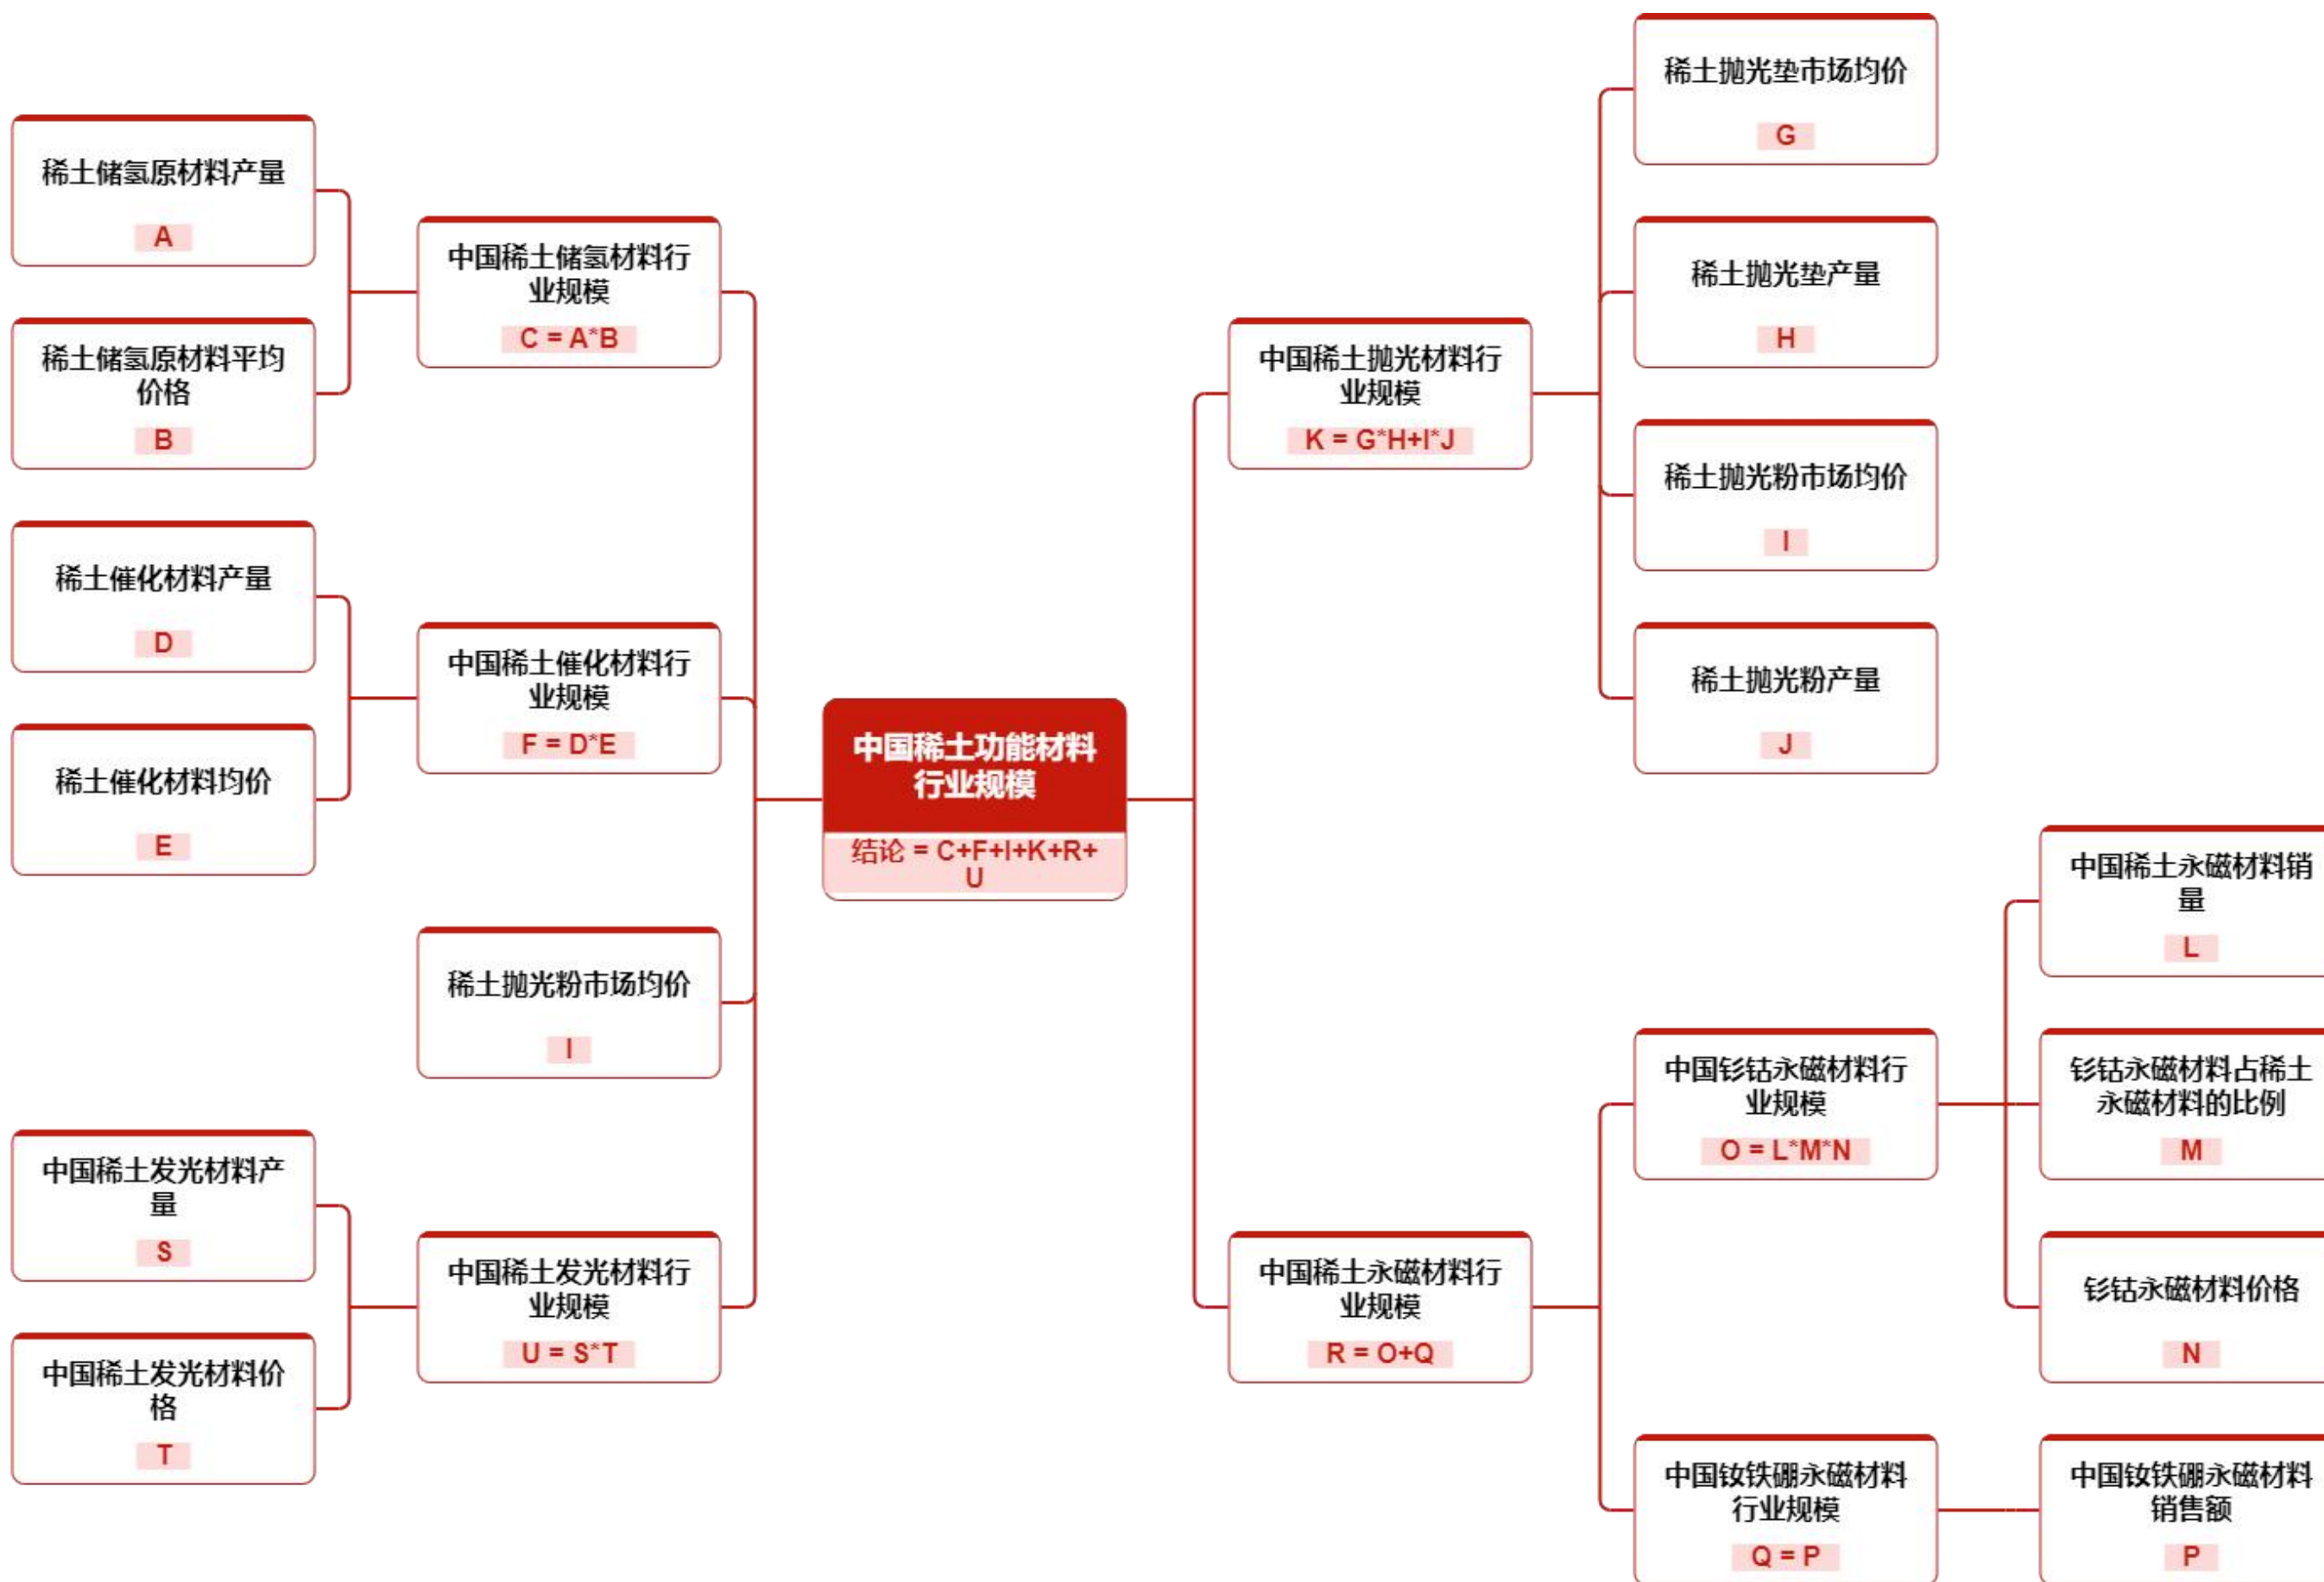 稀土储氢原材料产量
A
稀土储氢原材料平均
价格
B
中国稀土储氢材料行
业规模
C = A*B
稀土催化材料产量
D
稀土催化材料均价
E
中国稀土催化材料行
业规模
F = D*E
稀土抛光粉市场均价
I
中国稀土发光材料产
量
S
中国稀土发光材料价
格
T
中国稀土发光材料行
业规模
U = S*T
中国稀土功能材料
行业规模
结论 = C+F+I+K+R+
U
中国稀土抛光材料行
业规模
K = G*H+I*J
稀土抛光垫市场均价
G
稀土抛光垫产量
H
稀土抛光粉市场均价
I
稀土抛光粉产量
J
中国稀土永磁材料行
业规模
R = O+Q
中国钐钴永磁材料行
业规模
O = L*M*N
中国稀土永磁材料销
量
L
钐钴永磁材料占稀土
永磁材料的比例
M
钐钴永磁材料价格
N
中国钕铁硼永磁材料
行业规模
Q = P
中国钕铁硼永磁材料
销售额
P